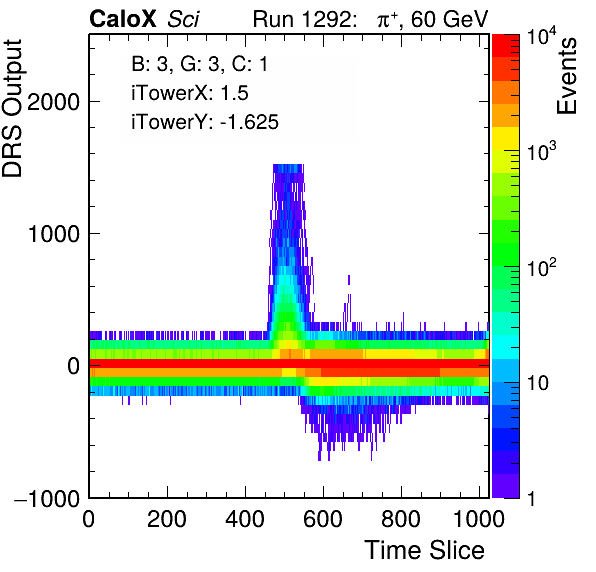 CaloX Sci Run 1292: π⁺, 60 GeV
B: 3, G: 3, C: 1
iTowerX: 1.5
iTowerY: -1.625
DRS Output
2000
1000
0
−1000
0 200 400 600 800 1000
Time Slice
Events
10⁴
10³
10²
10
1